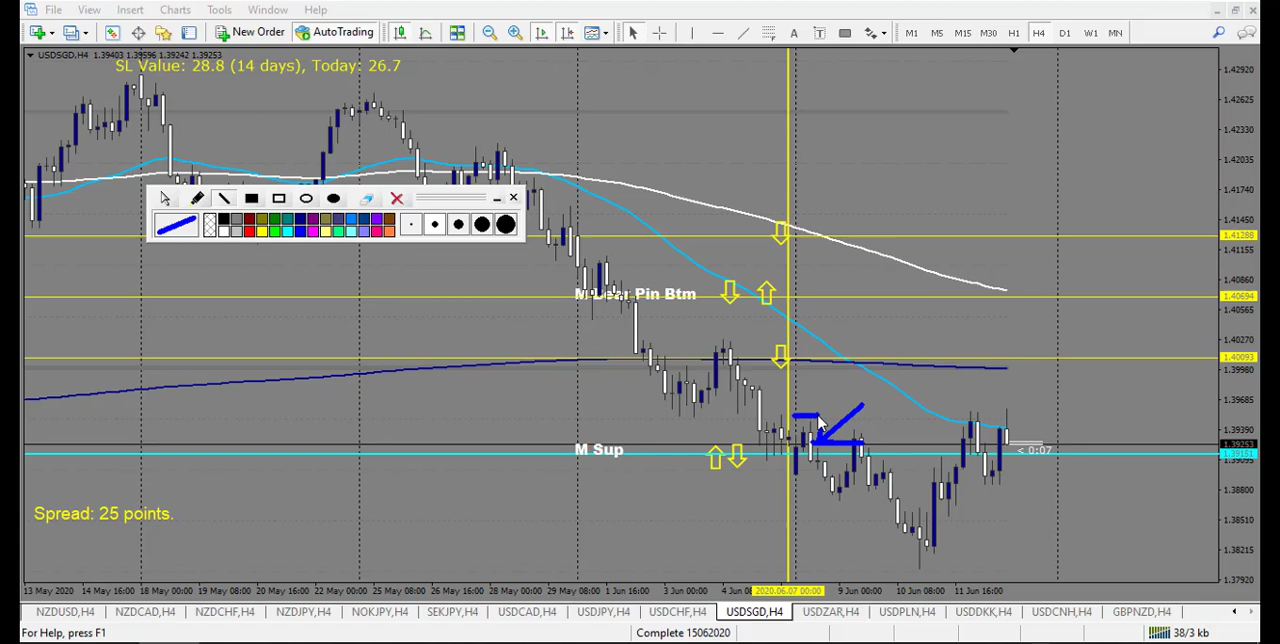 File View Insert Charts Tools Window Help
New Order AutoTrading A T M1 M5 M15 M30 H1 H4 D1 W1 MN
USDSGD,H4 1.39403 1.39596 1.39242 1.39253
SL Value: 28.8 (14 days), Today: 26.7
1.42920
1.42625
1.42330
1.42035
1.41740
1.41450
1.41288
1.41155
1.40860
M Bear Pin Btm
1.40694
1.40565
1.40270
1.40093
1.39980
1.39685
1.39390
1.39253
M Sup
< 0:07
1.39151
1.39095
1.38800
Spread: 25 points.
1.38510
1.38215
1.37920
13 May 2020 14 May 16:00 18 May 00:00 19 May 08:00 20 May 16:00 22 May 00:00 25 May 08:00 26 May 16:00 28 May 00:00 29 May 08:00 1 Jun 16:00 3 Jun 00:00 4 Jun 08 2020.06.07 00:00 9 Jun 00:00 10 Jun 08:00 11 Jun 16:00
NZDUSD,H4 NZDCAD,H4 NZDCHF,H4 NZDJPY,H4 NOKJPY,H4 SEKJPY,H4 USDCAD,H4 USDJPY,H4 USDCHF,H4 USDSGD,H4 USDZAR,H4 USDPLN,H4 USDDKK,H4 USDCNH,H4 GBPNZD,H4
For Help, press F1 Complete 15062020 38/3 kb